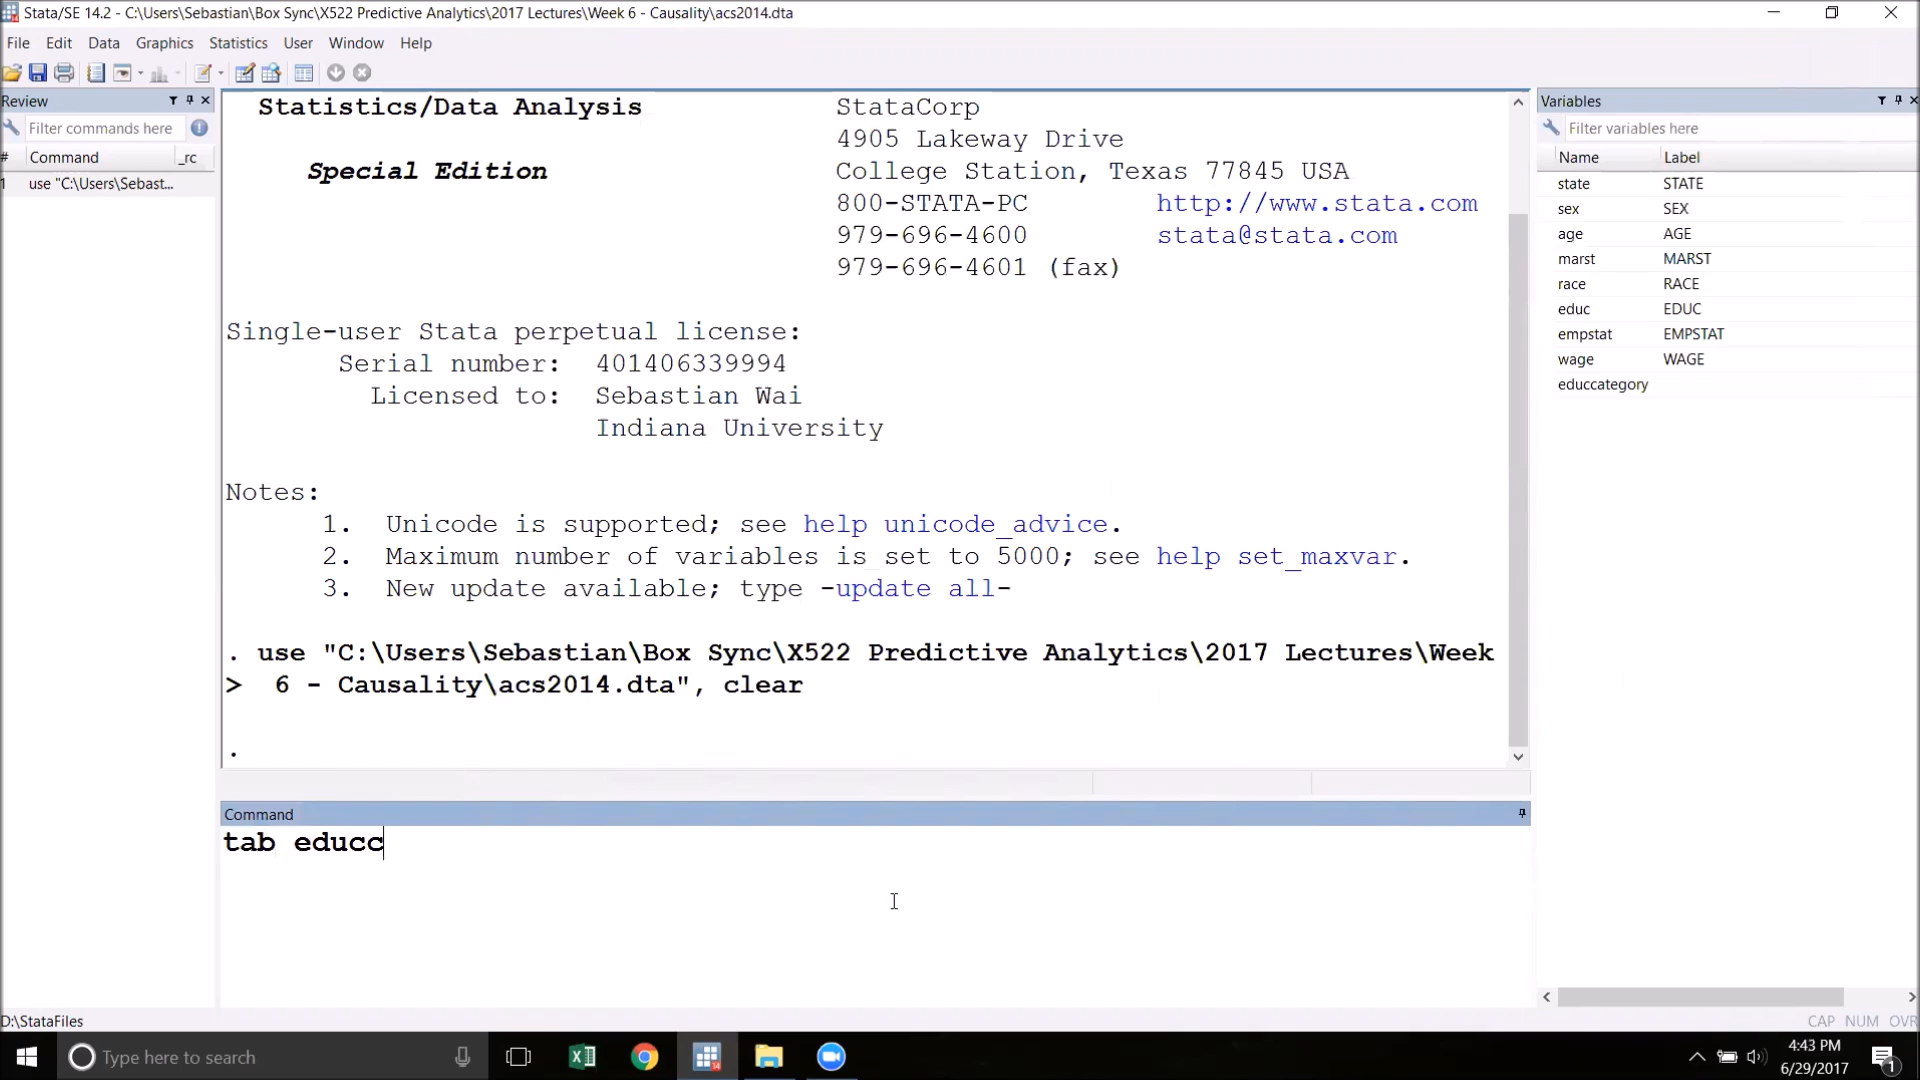 Stata/SE 14.2 - C:\Users\Sebastian\Box Sync\X522 Predictive Analytics\2017 Lectures\Week 6 - Causality\acs2014.dta
File Edit Data Graphics Statistics User Window Help
Review
Filter commands here
# Command _rc
1 use "C:\Users\Sebast...
Statistics/Data Analysis StataCorp
4905 Lakeway Drive
Special Edition College Station, Texas 77845 USA
800-STATA-PC http://www.stata.com
979-696-4600 stata@stata.com
979-696-4601 (fax)
Single-user Stata perpetual license:
Serial number: 401406339994
Licensed to: Sebastian Wai
Indiana University
Notes:
1. Unicode is supported; see help unicode_advice.
2. Maximum number of variables is set to 5000; see help set_maxvar.
3. New update available; type -update all-
. use "C:\Users\Sebastian\Box Sync\X522 Predictive Analytics\2017 Lectures\Week
> 6 - Causality\acs2014.dta", clear
.
Command
tab educc
Variables
Filter variables here
Name Label
state STATE
sex SEX
age AGE
marst MARST
race RACE
educ EDUC
empstat EMPSTAT
wage WAGE
educcategory
D:\StataFiles
CAP NUM OVR
Type here to search
14
4:43 PM
6/29/2017
1